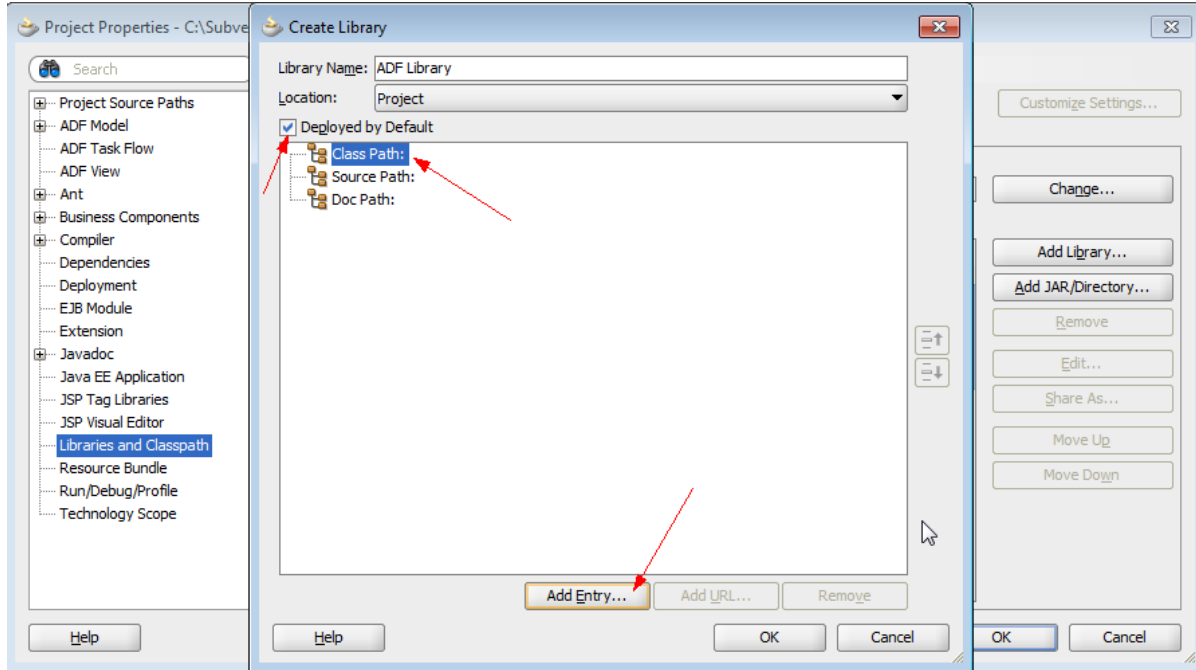 Project Properties - C:\Subve
Search
Project Source Paths
ADF Model
ADF Task Flow
ADF View
Ant
Business Components
Compiler
Dependencies
Deployment
EJB Module
Extension
Javadoc
Java EE Application
JSP Tag Libraries
JSP Visual Editor
Libraries and Classpath
Resource Bundle
Run/Debug/Profile
Technology Scope
Help
Create Library
Library Name: ADF Library
Location: Project
Deployed by Default
Class Path:
Source Path:
Doc Path:
Add Entry... Add URL... Remove
Help OK Cancel
Customize Settings...
Change...
Add Library...
Add JAR/Directory...
Remove
Edit...
Share As...
Move Up
Move Down
OK Cancel